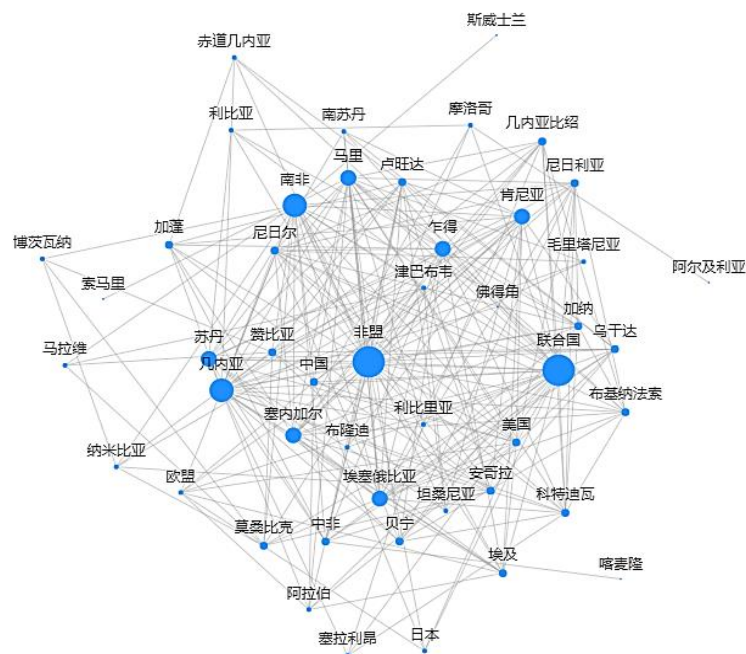 斯威士兰
赤道几内亚
利比亚
南苏丹
摩洛哥
几内亚比绍
马里
卢旺达
尼日利亚
南非
肯尼亚
博茨瓦纳
加蓬
尼日尔
乍得
毛里塔尼亚
阿尔及利亚
索马里
津巴布韦
佛得角
加纳
苏丹
赞比亚
非盟
联合国
乌干达
马拉维
几内亚
中国
布基纳法索
塞内加尔
利比里亚
布隆迪
美国
纳米比亚
欧盟
埃塞俄比亚
安哥拉
坦桑尼亚
科特迪瓦
莫桑比克
中非
贝宁
埃及
喀麦隆
阿拉伯
塞拉利昂
日本